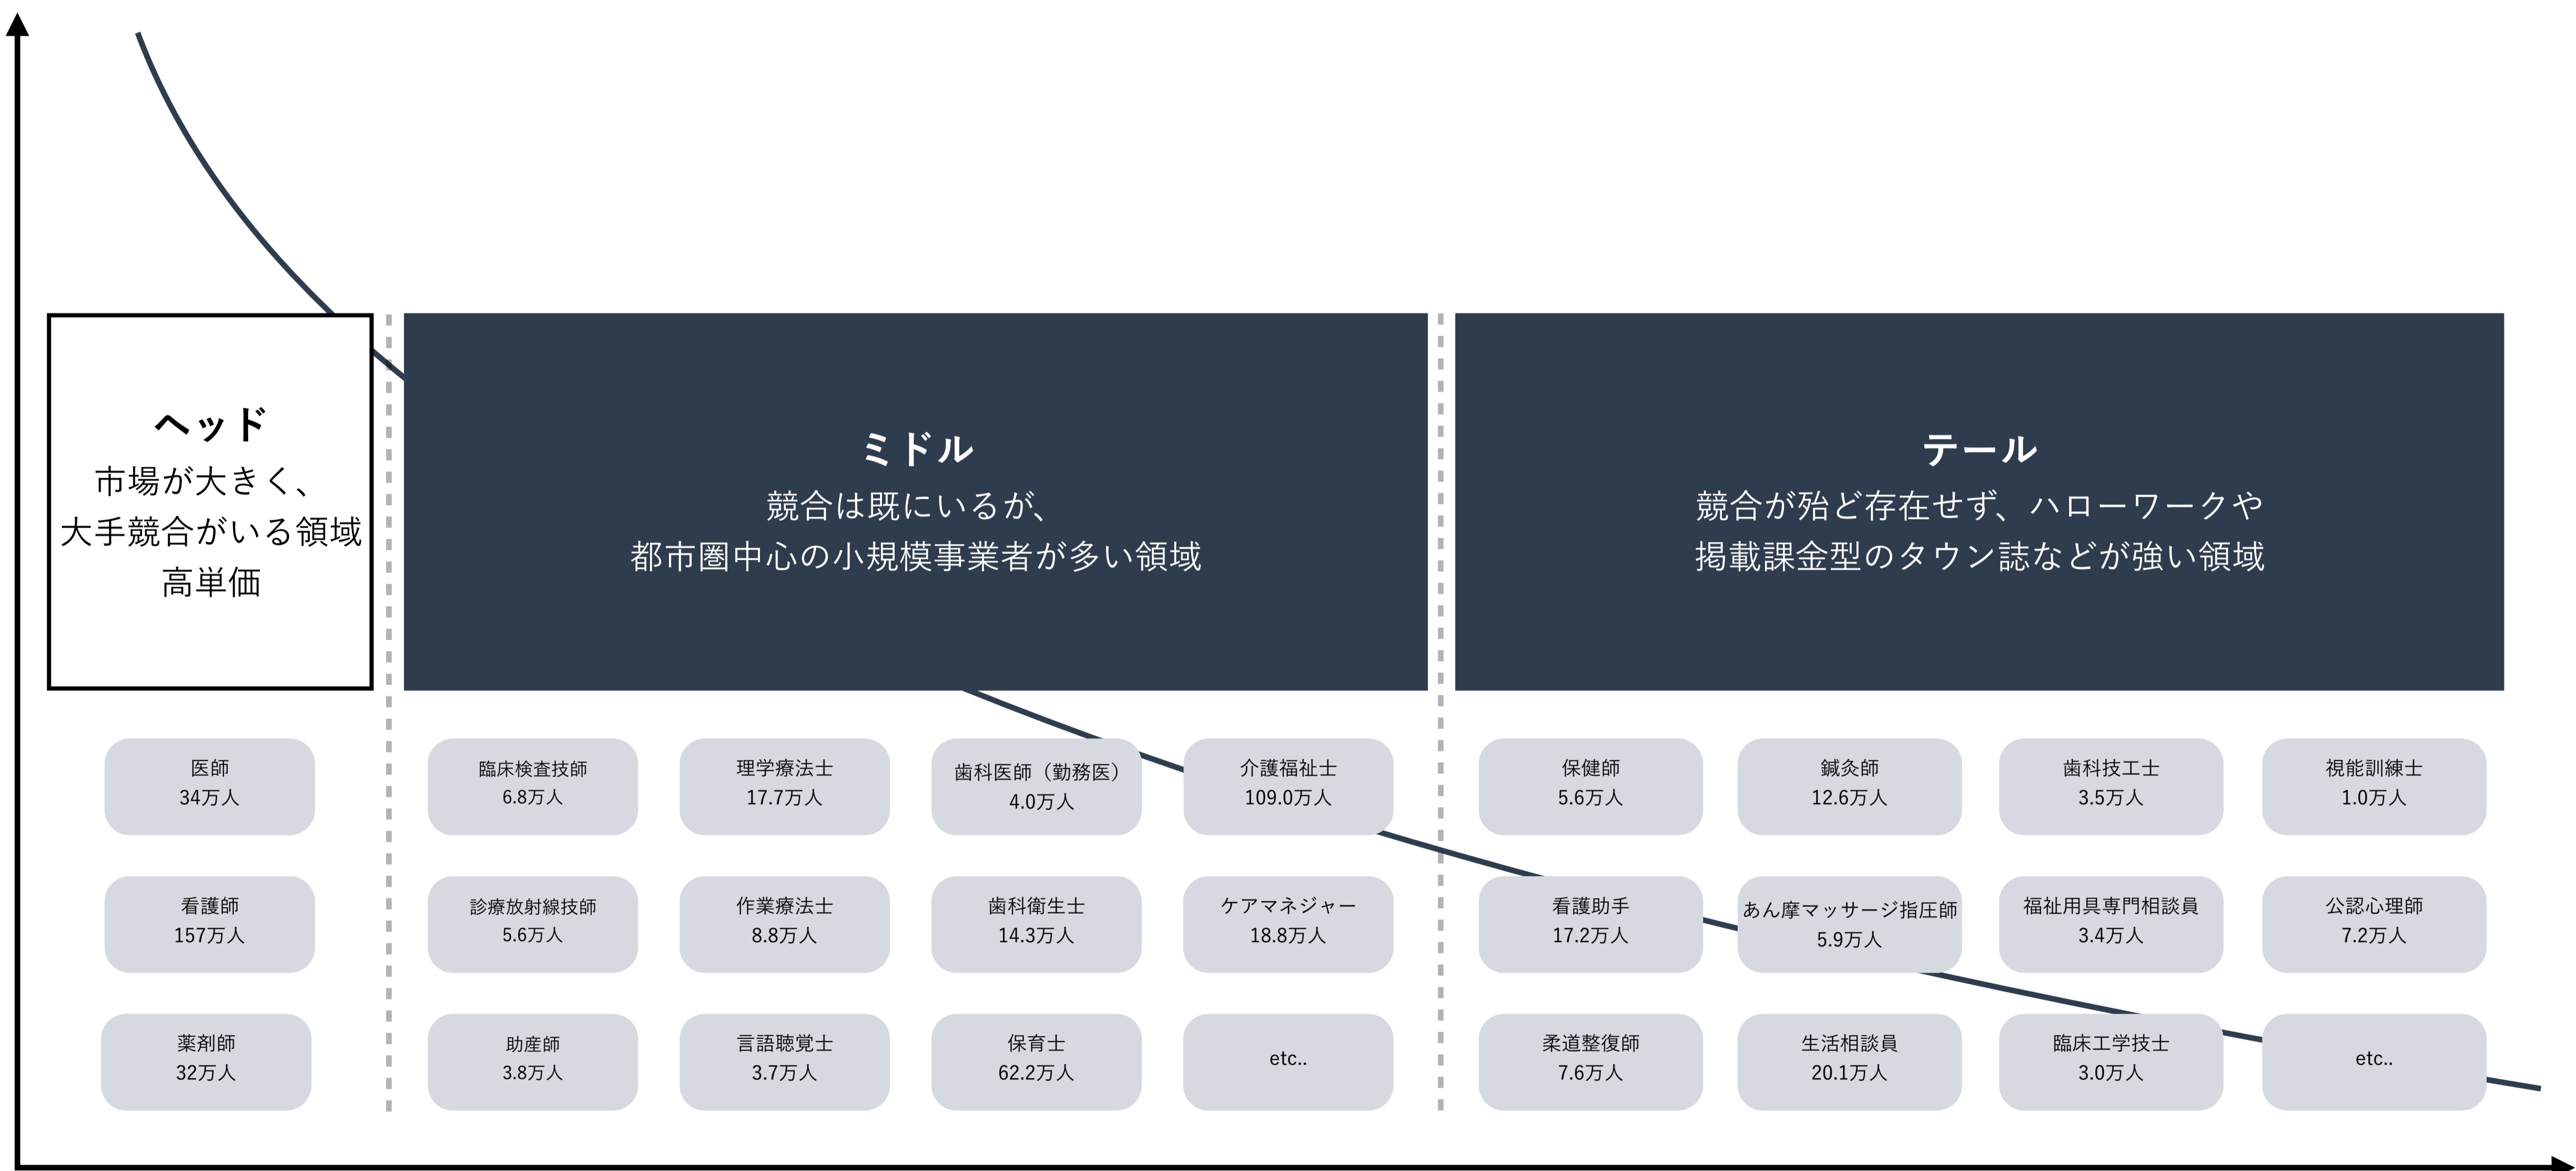 ヘッド
市場が大きく、
大手競合がいる領域
高単価
ミドル
競合は既にいるが、
都市圏中心の小規模事業者が多い領域
テール
競合が殆ど存在せず、ハローワークや
掲載課金型のタウン誌などが強い領域
医師
34万人
看護師
157万人
薬剤師
32万人
臨床検査技師
6.8万人
理学療法士
17.7万人
歯科医師（勤務医）
4.0万人
介護福祉士
109.0万人
診療放射線技師
5.6万人
作業療法士
8.8万人
歯科衛生士
14.3万人
ケアマネジャー
18.8万人
助産師
3.8万人
言語聴覚士
3.7万人
保育士
62.2万人
etc..
保健師
5.6万人
鍼灸師
12.6万人
歯科技工士
3.5万人
視能訓練士
1.0万人
看護助手
17.2万人
あん摩マッサージ指圧師
5.9万人
福祉用具専門相談員
3.4万人
公認心理師
7.2万人
柔道整復師
7.6万人
生活相談員
20.1万人
臨床工学技士
3.0万人
etc..